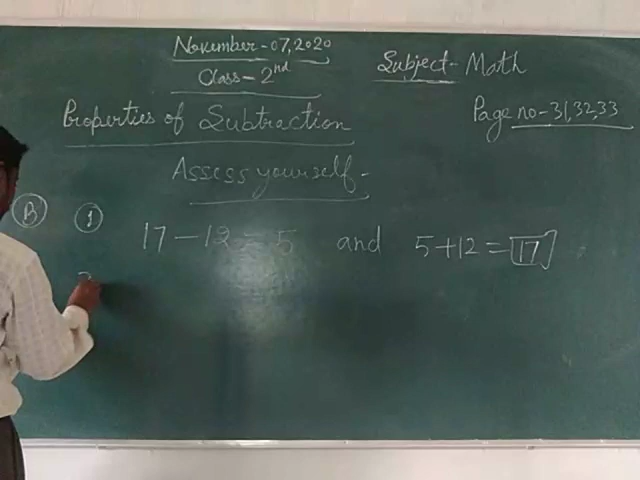 November-07,2020
Class-2nd
Subject- Math
Page no-31,32,33
Properties of Subtraction
Assess yourself-
B 1 17-12=5 and 5+12=17